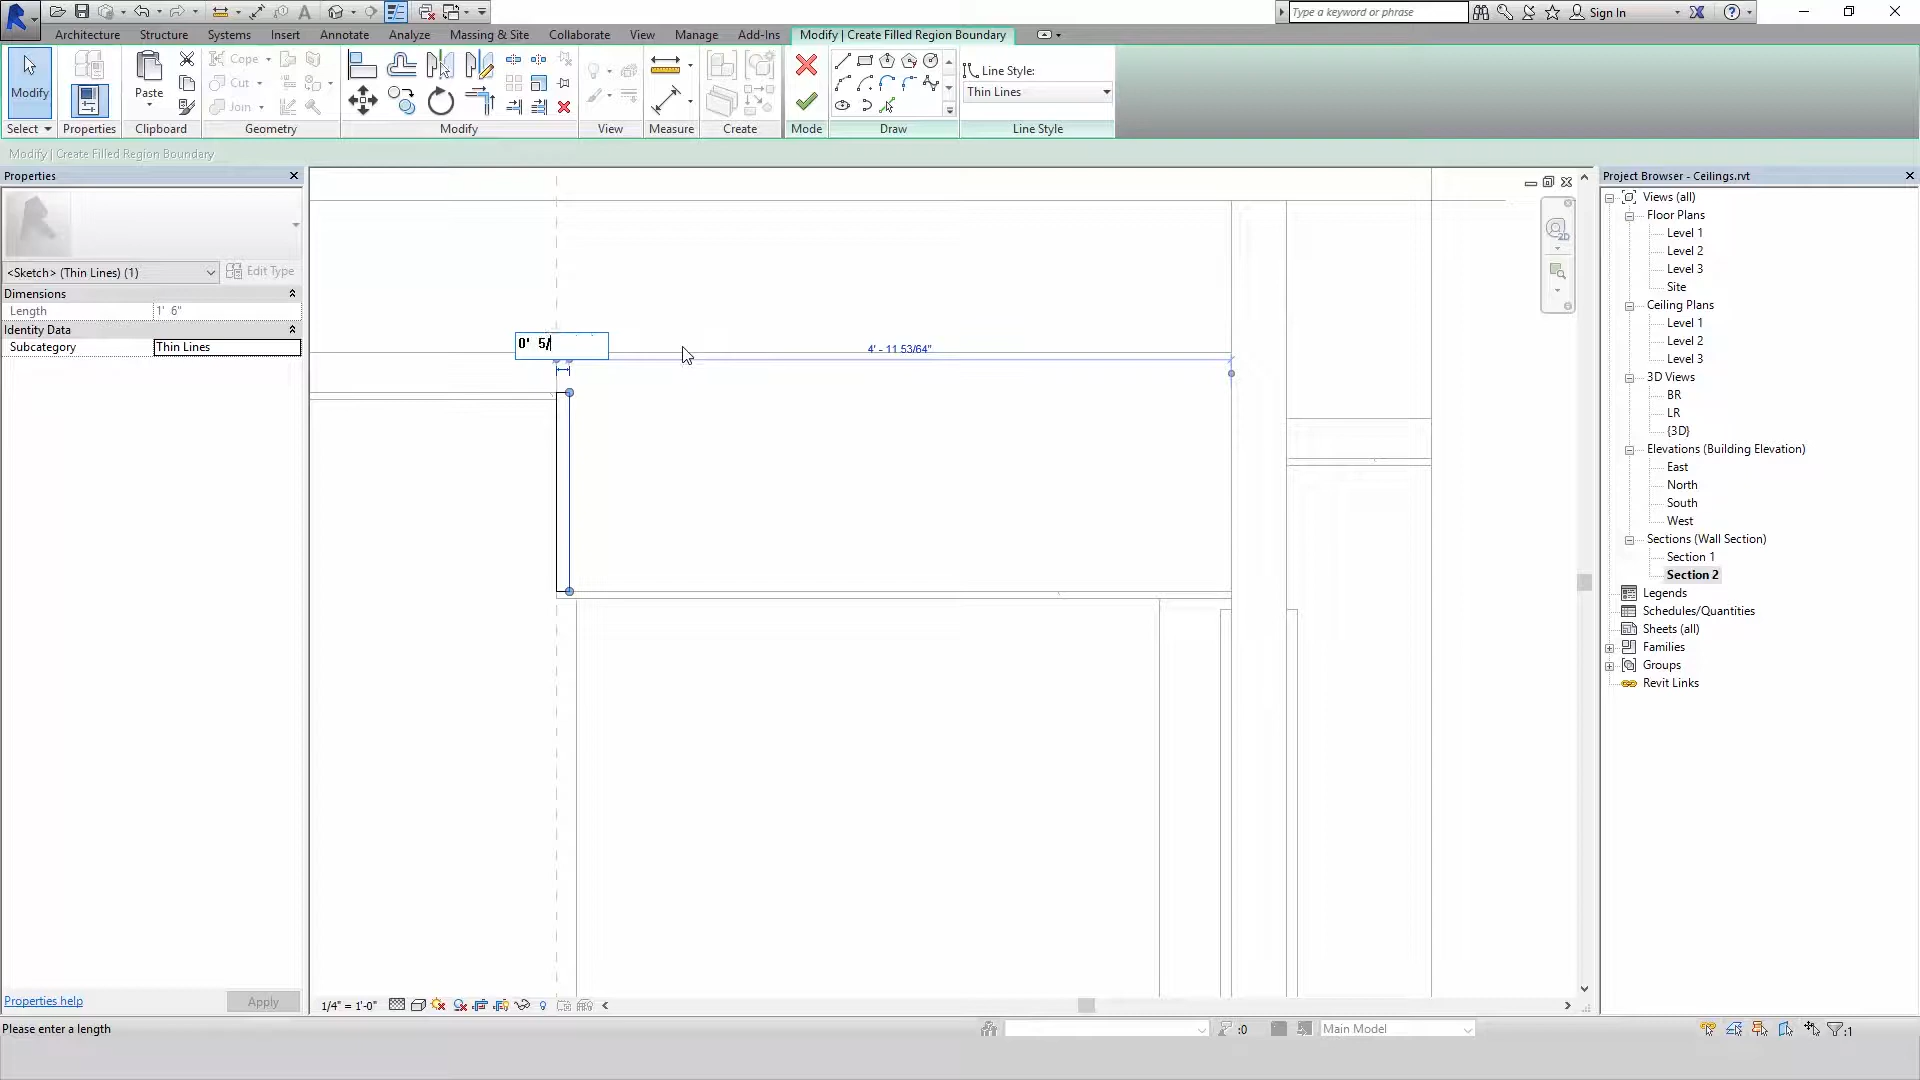 Type a keyword or phrase
Sign In
Architecture
Structure
Systems
Insert
Annotate
Analyze
Massing & Site
Collaborate
View
Manage
Add-Ins
Modify | Create Filled Region Boundary
Modify
Paste
Cope
Cut
Join
Line Style:
Thin Lines
Select
Properties
Clipboard
Geometry
Modify
View
Measure
Create
Mode
Draw
Line Style
Modify | Create Filled Region Boundary
Properties
<Sketch> (Thin Lines) (1)
Edit Type
Dimensions
Length 1' 6"
Identity Data
Subcategory Thin Lines
Properties help
Apply
0' 5/
4' - 11 53/64"
2D
1/4" = 1'-0"
Project Browser - Ceilings.rvt
Views (all)
Floor Plans
Level 1
Level 2
Level 3
Site
Ceiling Plans
Level 1
Level 2
Level 3
3D Views
BR
LR
{3D}
Elevations (Building Elevation)
East
North
South
West
Sections (Wall Section)
Section 1
Section 2
Legends
Schedules/Quantities
Sheets (all)
Families
Groups
Revit Links
Please enter a length
:0
Main Model
:1